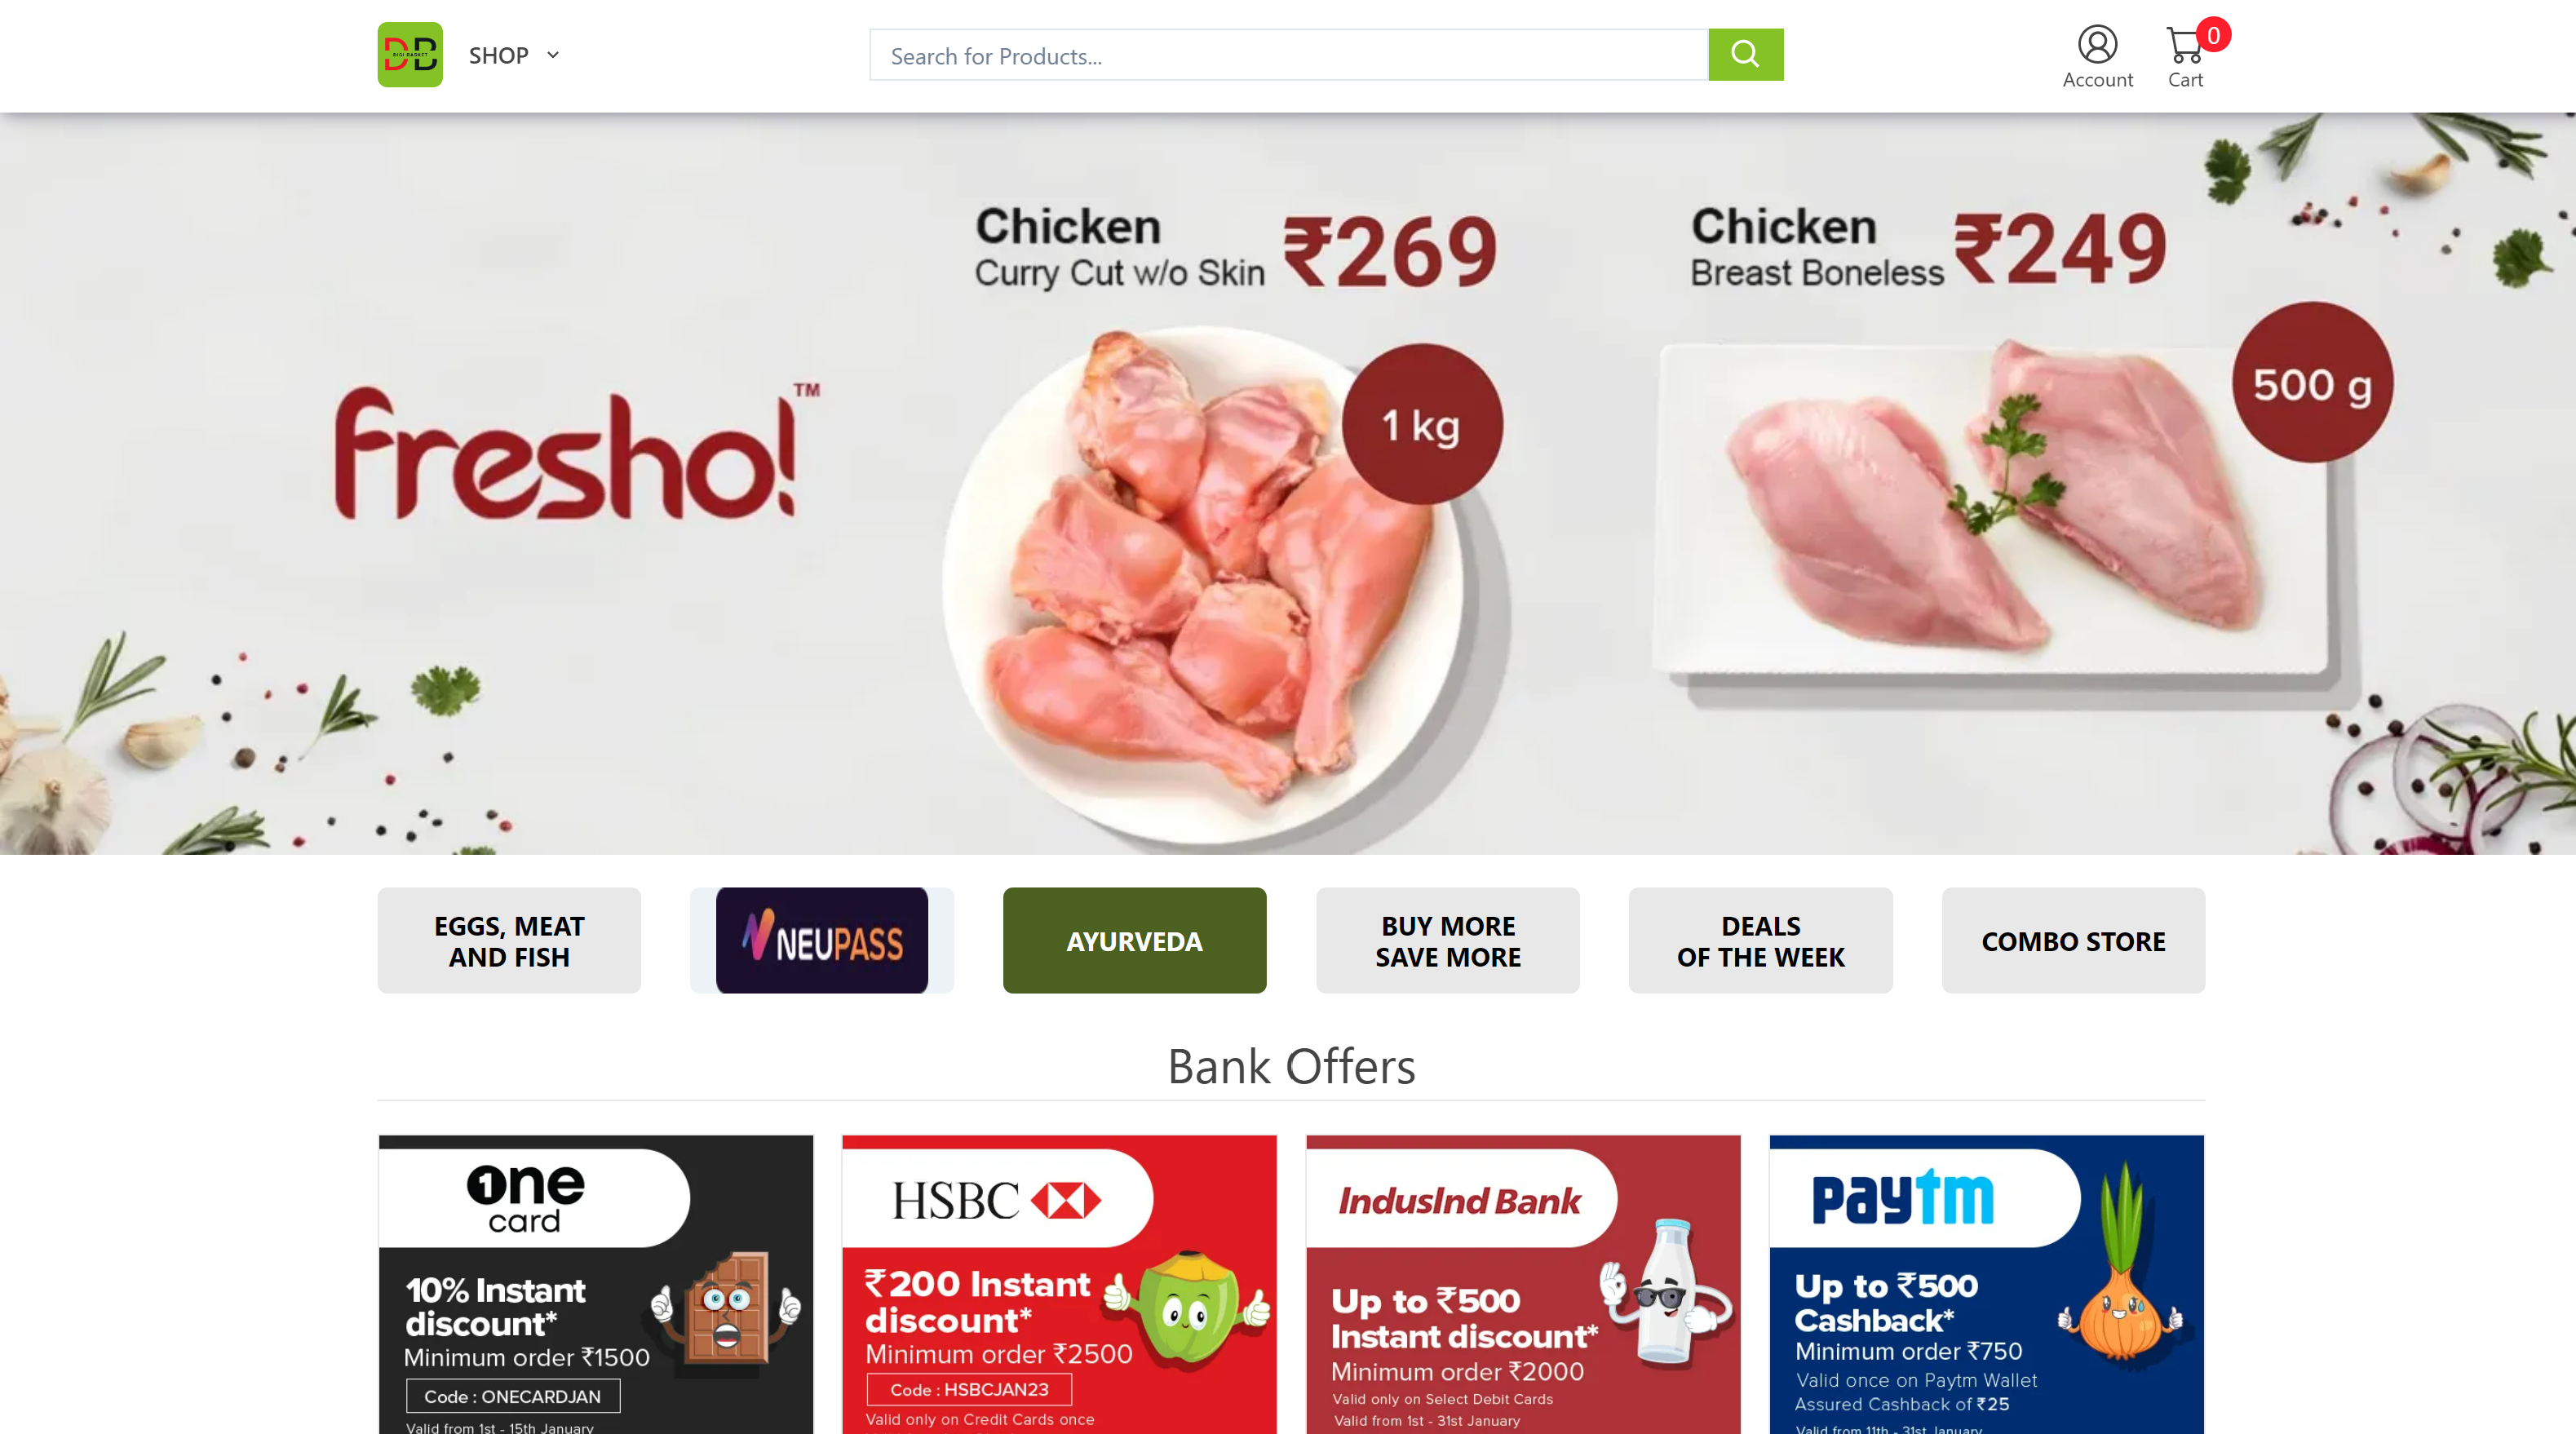 DB
DIGI BASKET
SHOP
Search for Products...
Account
0
Cart
Chicken
Curry Cut w/o Skin
₹269
Chicken
Breast Boneless
₹249
fresho!™
1 kg
500 g
EGGS, MEAT
AND FISH
NEUPASS
AYURVEDA
BUY MORE
SAVE MORE
DEALS
OF THE WEEK
COMBO STORE
Bank Offers
one
card
10% Instant
discount*
Minimum order ₹1500
Code : ONECARDJAN
Valid from 1st - 15th January
HSBC
₹200 Instant
discount*
Minimum order ₹2500
Code : HSBCJAN23
Valid only on Credit Cards once
IndusInd Bank
Up to ₹500
Instant discount*
Minimum order ₹2000
Valid only on Select Debit Cards
Valid from 1st - 31st January
paytm
Up to ₹500
Cashback*
Minimum order ₹750
Valid once on Paytm Wallet
Assured Cashback of ₹25
Valid from 11th - 31st January